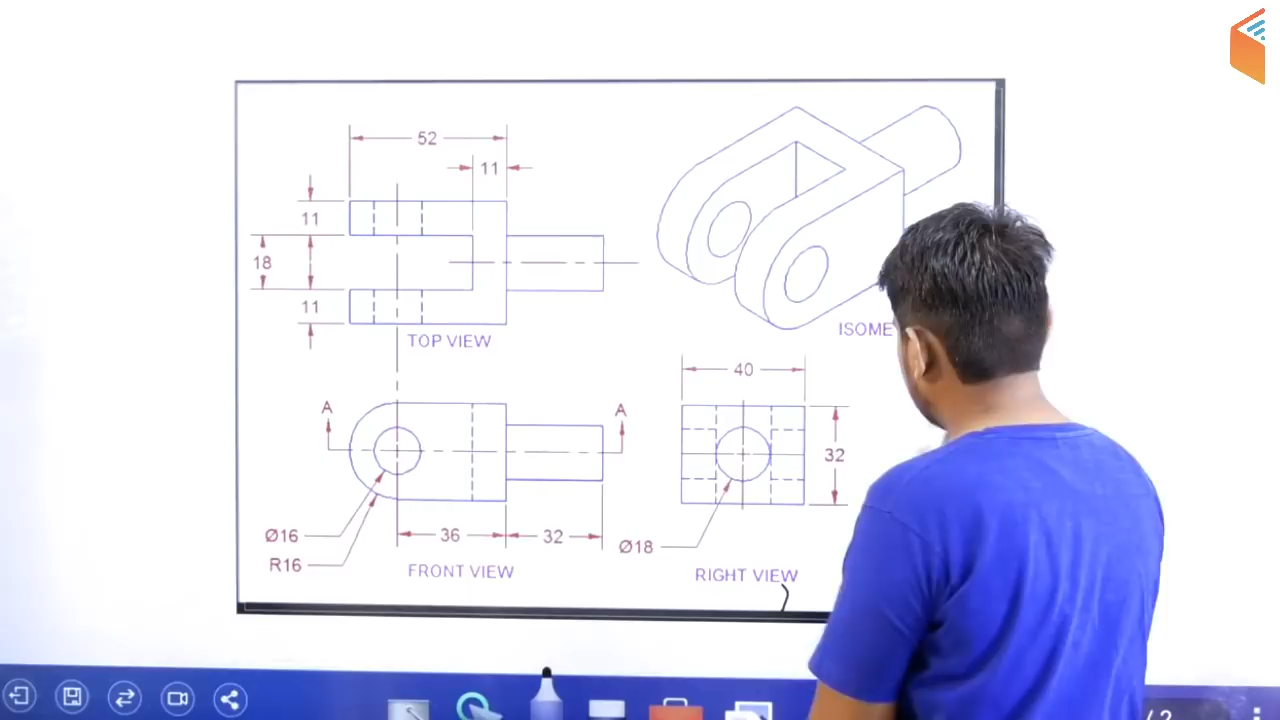 52
11
11
18
11
TOP VIEW
ISOME
A
A
40
32
Ø16
R16
36
32
Ø18
FRONT VIEW
RIGHT VIEW
/ 2